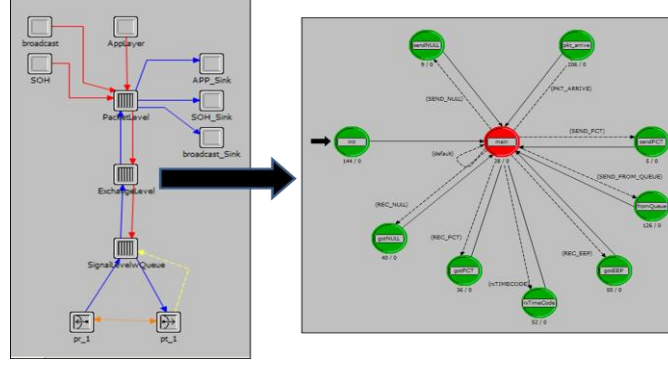 broadcast
AppLayer
SOH
APP_Sink
PacketLevel
SOH_Sink
broadcast_Sink
ExchangeLevel
SignalLevelwQueue
pr_1
pt_1
sendNULL
9 / 0
pkt_arrive
206 / 0
(SEND_NULL)
(PKT_ARRIVE)
init
144 / 0
main
28 / 0
(SEND_FCT)
sendFCT
5 / 0
(default)
(SEND_FROM_QUEUE)
fromQueue
126 / 0
(REC_NULL)
gotNULL
40 / 0
(REC_FCT)
gotFCT
36 / 0
(rxTIMECODE)
rxTimeCode
52 / 0
(REC_EEP)
gotEEP
50 / 0